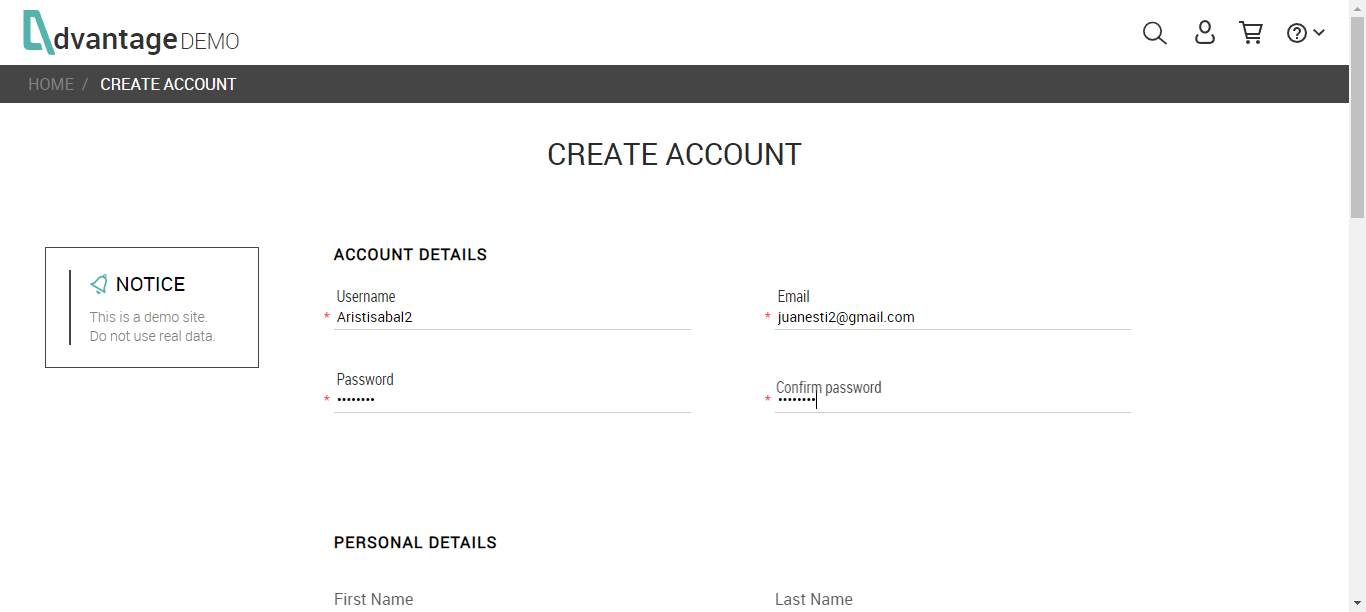 dvantage DEMO
HOME / CREATE ACCOUNT
CREATE ACCOUNT
NOTICE
This is a demo site.
Do not use real data.
ACCOUNT DETAILS
Username
* Aristisabal2
Email
* juanesti2@gmail.com
Password
* ••••••••
Confirm password
* ••••••••
PERSONAL DETAILS
First Name
Last Name